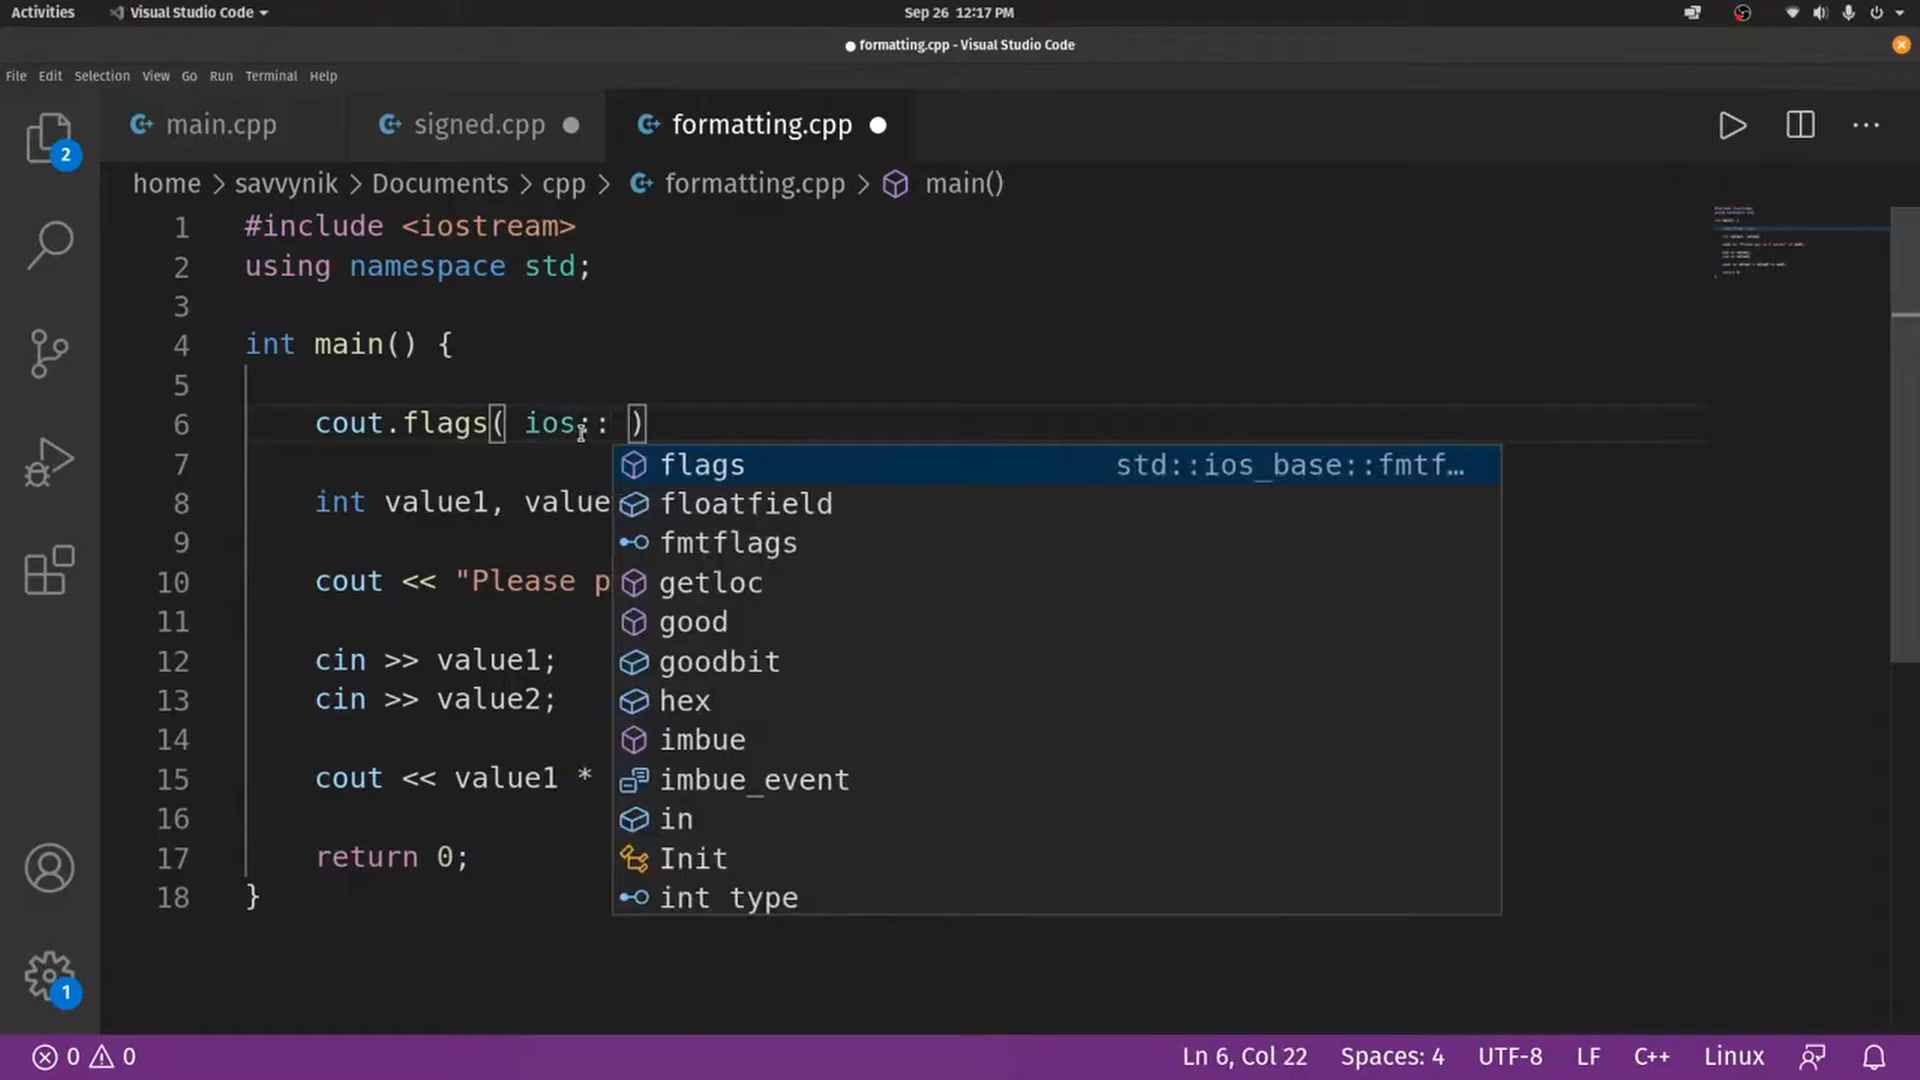 Activities Visual Studio Code Sep 26 12:17 PM
formatting.cpp - Visual Studio Code
File Edit Selection View Go Run Terminal Help
main.cpp signed.cpp formatting.cpp
2
home > savvynik > Documents > cpp > formatting.cpp > main()
1 #include <iostream>
2 using namespace std;
3
4 int main() {
5
6 cout.flags( ios:: )
flags std::ios_base::fmtf…
7
8 int value1, value
floatfield
9
fmtflags
10 cout << "Please p
getloc
11
good
12 cin >> value1;
goodbit
13 cin >> value2;
hex
14
imbue
15 cout << value1 *
imbue_event
16
in
17 return 0;
Init
18 }
int type
1
0 0 Ln 6, Col 22 Spaces: 4 UTF-8 LF C++ Linux